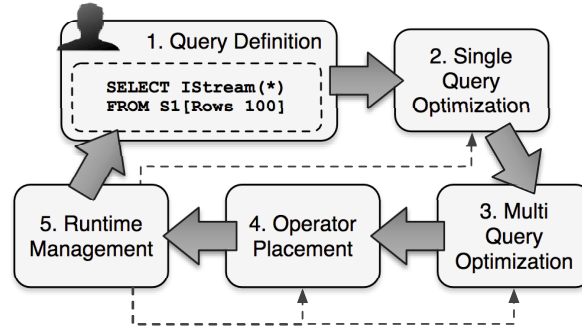 1. Query Definition
SELECT IStream(*)
FROM S1[Rows 100]
2. Single
Query
Optimization
3. Multi
Query
Optimization
4. Operator
Placement
5. Runtime
Management